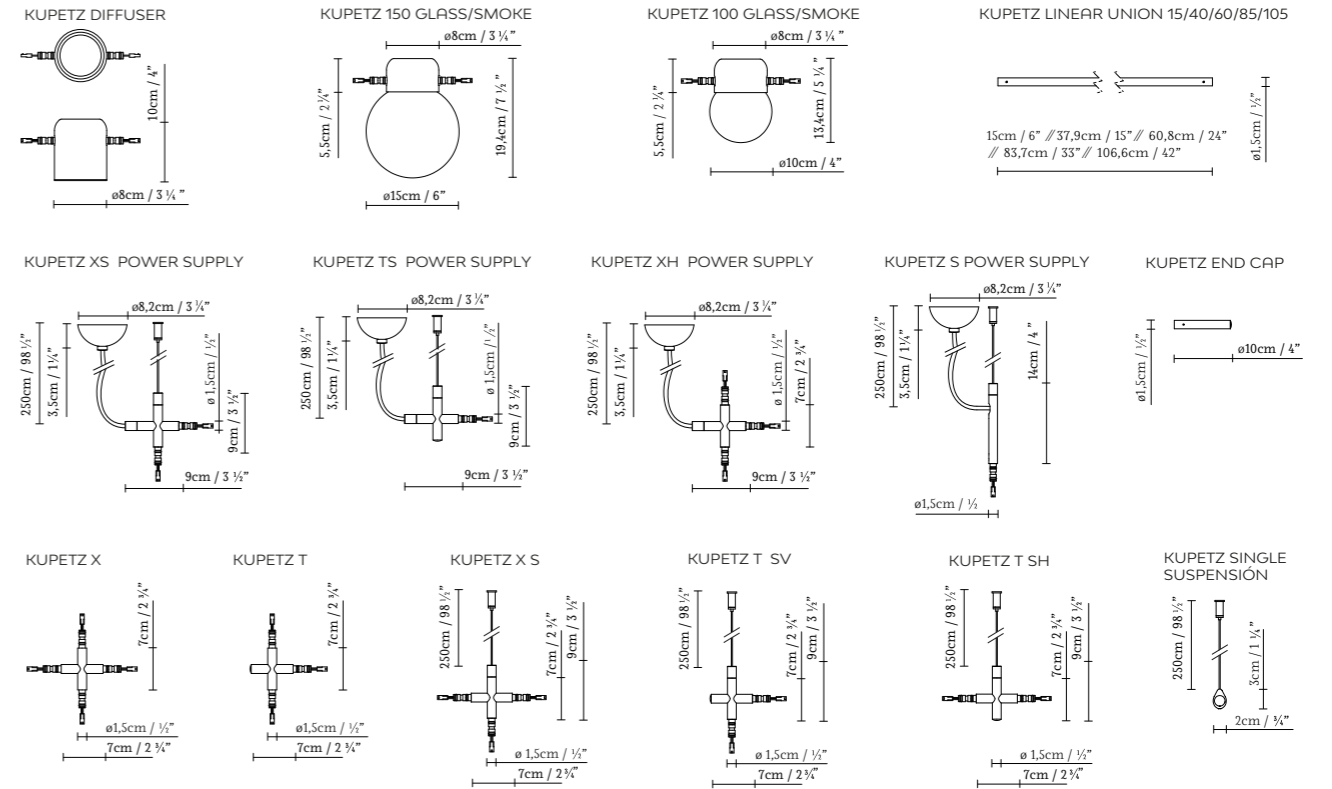 KUPETZ DIFFUSER
10cm / 4”
ø8cm / 3 ¼ ”
KUPETZ 150 GLASS/SMOKE
ø8cm / 3 ¼”
5,5cm / 2 ¼”
19,4cm / 7 ½ ”
ø15cm / 6”
KUPETZ 100 GLASS/SMOKE
ø8cm / 3 ¼”
5,5cm / 2 ¼”
13,4cm / 5 ¼ ”
ø10cm / 4”
KUPETZ LINEAR UNION 15/40/60/85/105
15cm / 6” // 37,9cm / 15” // 60,8cm / 24”
// 83,7cm / 33” // 106,6cm / 42”
ø1,5cm / ½”
KUPETZ XS POWER SUPPLY
ø8,2cm / 3 ¼”
250cm / 98 ½”
3,5cm / 1¼”
ø 1,5cm / ½”
9cm / 3 ½”
9cm / 3 ½”
KUPETZ TS POWER SUPPLY
ø8,2cm / 3 ¼”
250cm / 98 ½”
3,5cm / 1¼”
ø 1,5cm / ½”
9cm / 3 ½”
9cm / 3 ½”
KUPETZ XH POWER SUPPLY
ø8,2cm / 3 ¼”
250cm / 98 ½”
3,5cm / 1¼”
ø 1,5cm / ½”
7cm / 2 ¾”
9cm / 3 ½”
KUPETZ S POWER SUPPLY
ø8,2cm / 3 ¼”
250cm / 98 ½”
3,5cm / 1¼”
14cm / 4 ”
ø1,5cm / ½
KUPETZ END CAP
ø1,5cm / ½”
ø10cm / 4”
KUPETZ X
7cm / 2 ¾”
ø1,5cm / ½”
7cm / 2 ¾”
KUPETZ T
7cm / 2 ¾”
ø1,5cm / ½”
7cm / 2 ¾”
KUPETZ X S
250cm / 98 ½”
7cm / 2 ¾”
9cm / 3 ½”
ø 1,5cm / ½”
7cm / 2 ¾”
KUPETZ T SV
250cm / 98 ½”
7cm / 2 ¾”
9cm / 3 ½”
ø 1,5cm / ½”
7cm / 2 ¾”
KUPETZ T SH
250cm / 98 ½”
7cm / 2 ¾”
9cm / 3 ½”
ø 1,5cm / ½”
7cm / 2 ¾”
KUPETZ SINGLE
SUSPENSIÓN
250cm / 98 ½”
3cm / 1 ¼”
2cm / ¾”